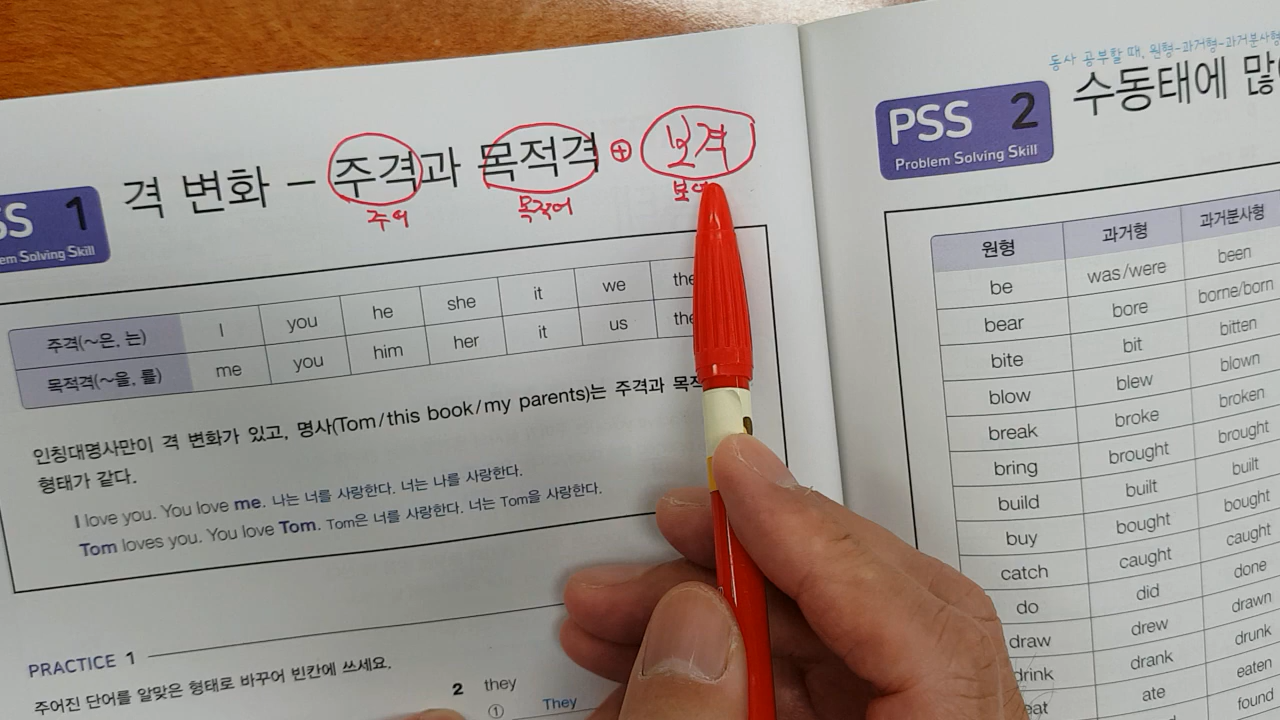 격 변화 – 주격과 목적격 ⊕ 보격
주어 목적어
SS 1
em Solving Skill
주격(～은, 는) I you he she it we the
목적격(～을, 를) me you him her it us the
인칭대명사만이 격 변화가 있고, 명사(Tom/this book/my parents)는 주격과 목적
형태가 같다.
I love you. You love me. 나는 너를 사랑한다. 너는 나를 사랑한다.
Tom loves you. You love Tom. Tom은 너를 사랑한다. 너는 Tom을 사랑한다.
PRACTICE 1
주어진 단어를 알맞은 형태로 바꾸어 빈칸에 쓰세요.
2 they
① They
동사 공부할 때, 원형-과거형-과거분사형
PSS 2
Problem Solving Skill
수동태에 많
원형 과거형 과거분사형
be was/were been
bear bore borne/born
bite bit bitten
blow blew blown
break broke broken
bring brought brought
build built built
buy bought bought
catch caught caught
do did done
draw drew drawn
drink drank drunk
eat ate eaten
found